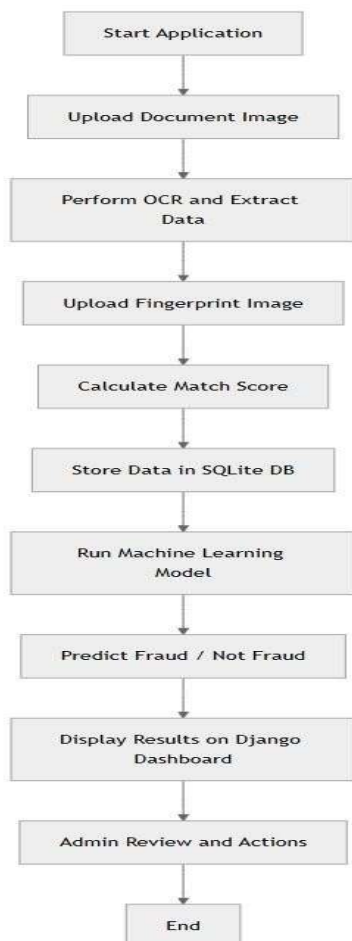 Start Application
Upload Document Image
Perform OCR and Extract
Data
Upload Fingerprint Image
Calculate Match Score
Store Data in SQLite DB
Run Machine Learning
Model
Predict Fraud / Not Fraud
Display Results on Django
Dashboard
Admin Review and Actions
End